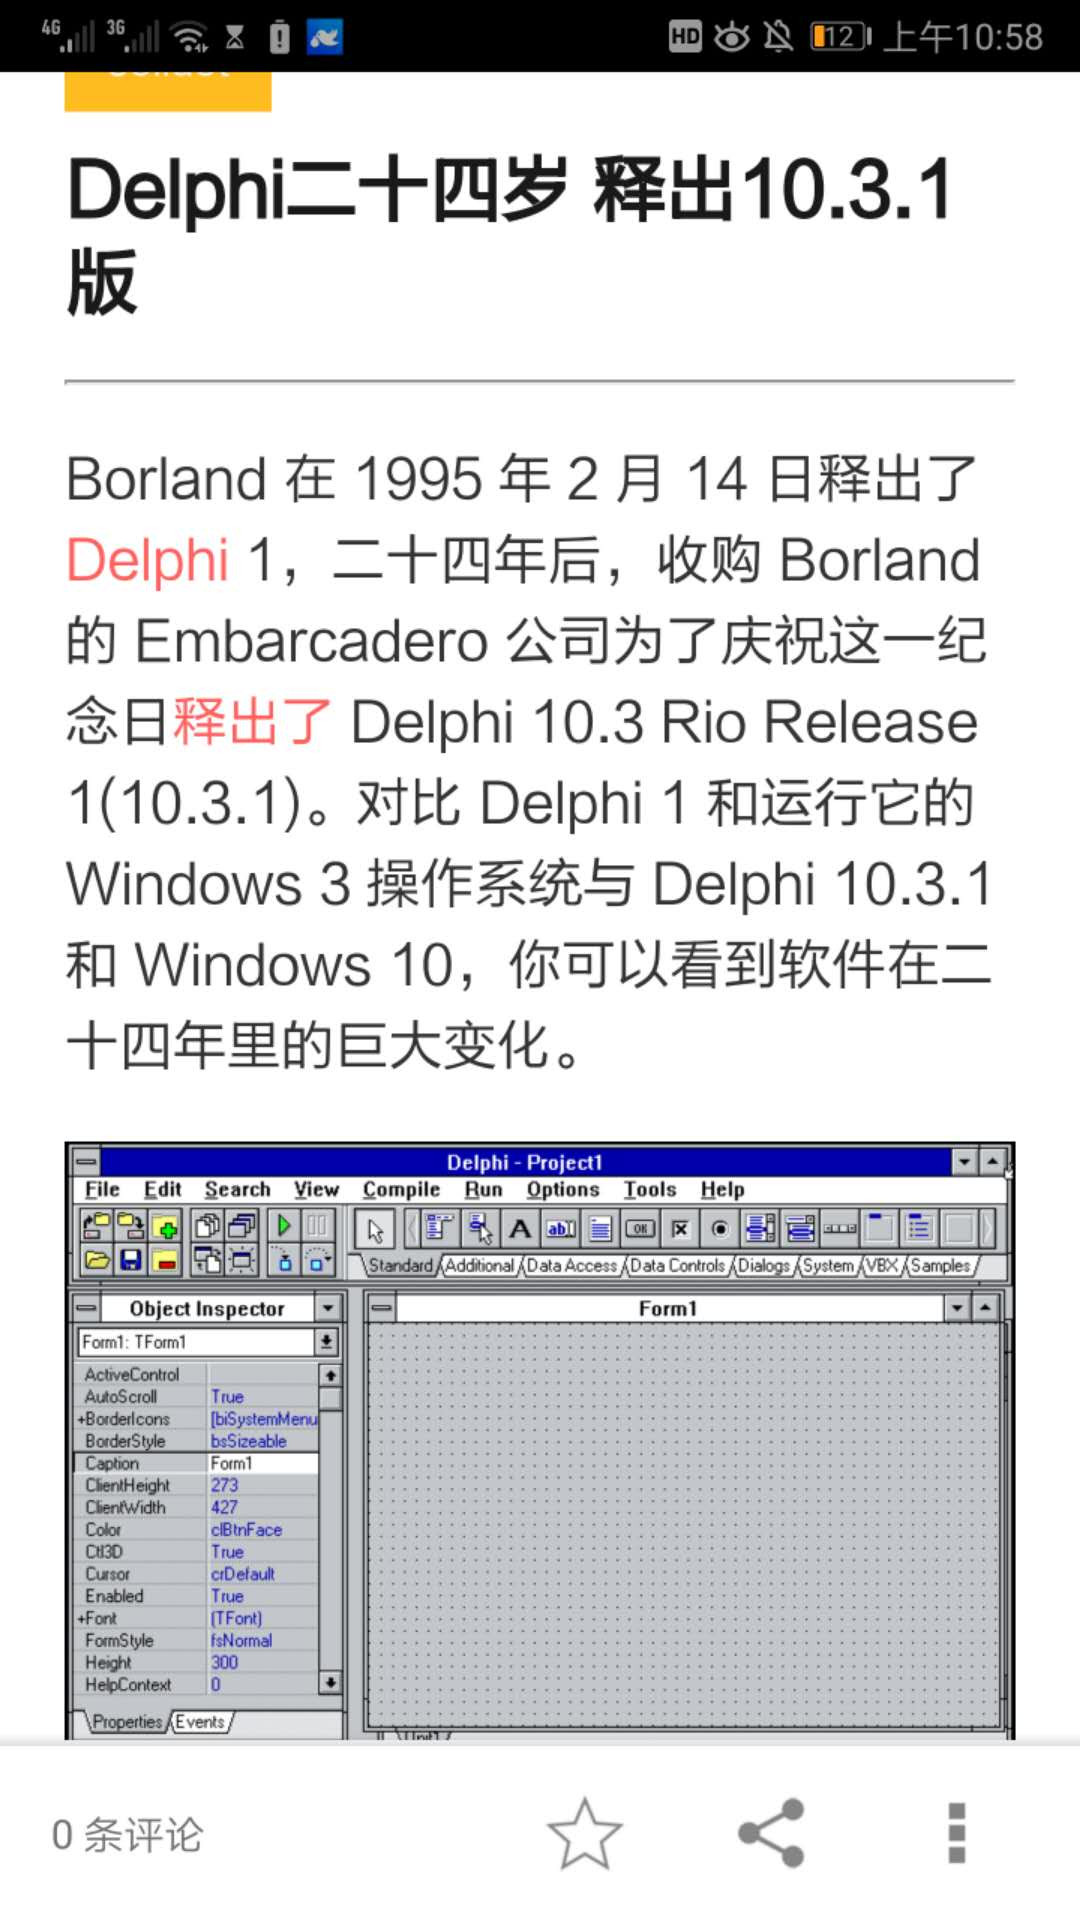 4G 3G HD 12 上午10:58
Delphi二十四岁 释出10.3.1
版
Borland 在 1995 年 2 月 14 日释出了
Delphi 1，二十四年后，收购 Borland
的 Embarcadero 公司为了庆祝这一纪
念日释出了 Delphi 10.3 Rio Release
1(10.3.1)。对比 Delphi 1 和运行它的
Windows 3 操作系统与 Delphi 10.3.1
和 Windows 10，你可以看到软件在二
十四年里的巨大变化。
Delphi - Project1
File Edit Search View Compile Run Options Tools Help
A ab OK
Standard Additional Data Access Data Controls Dialogs System VBX Samples
Object Inspector
Form1: TForm1
ActiveControl
AutoScroll True
+BorderIcons [biSystemMenu
BorderStyle bsSizeable
Caption Form1
ClientHeight 273
ClientWidth 427
Color clBtnFace
Ctl3D True
Cursor crDefault
Enabled True
+Font (TFont)
FormStyle fsNormal
Height 300
HelpContext 0
Properties Events
Form1
Unit1
0 条评论